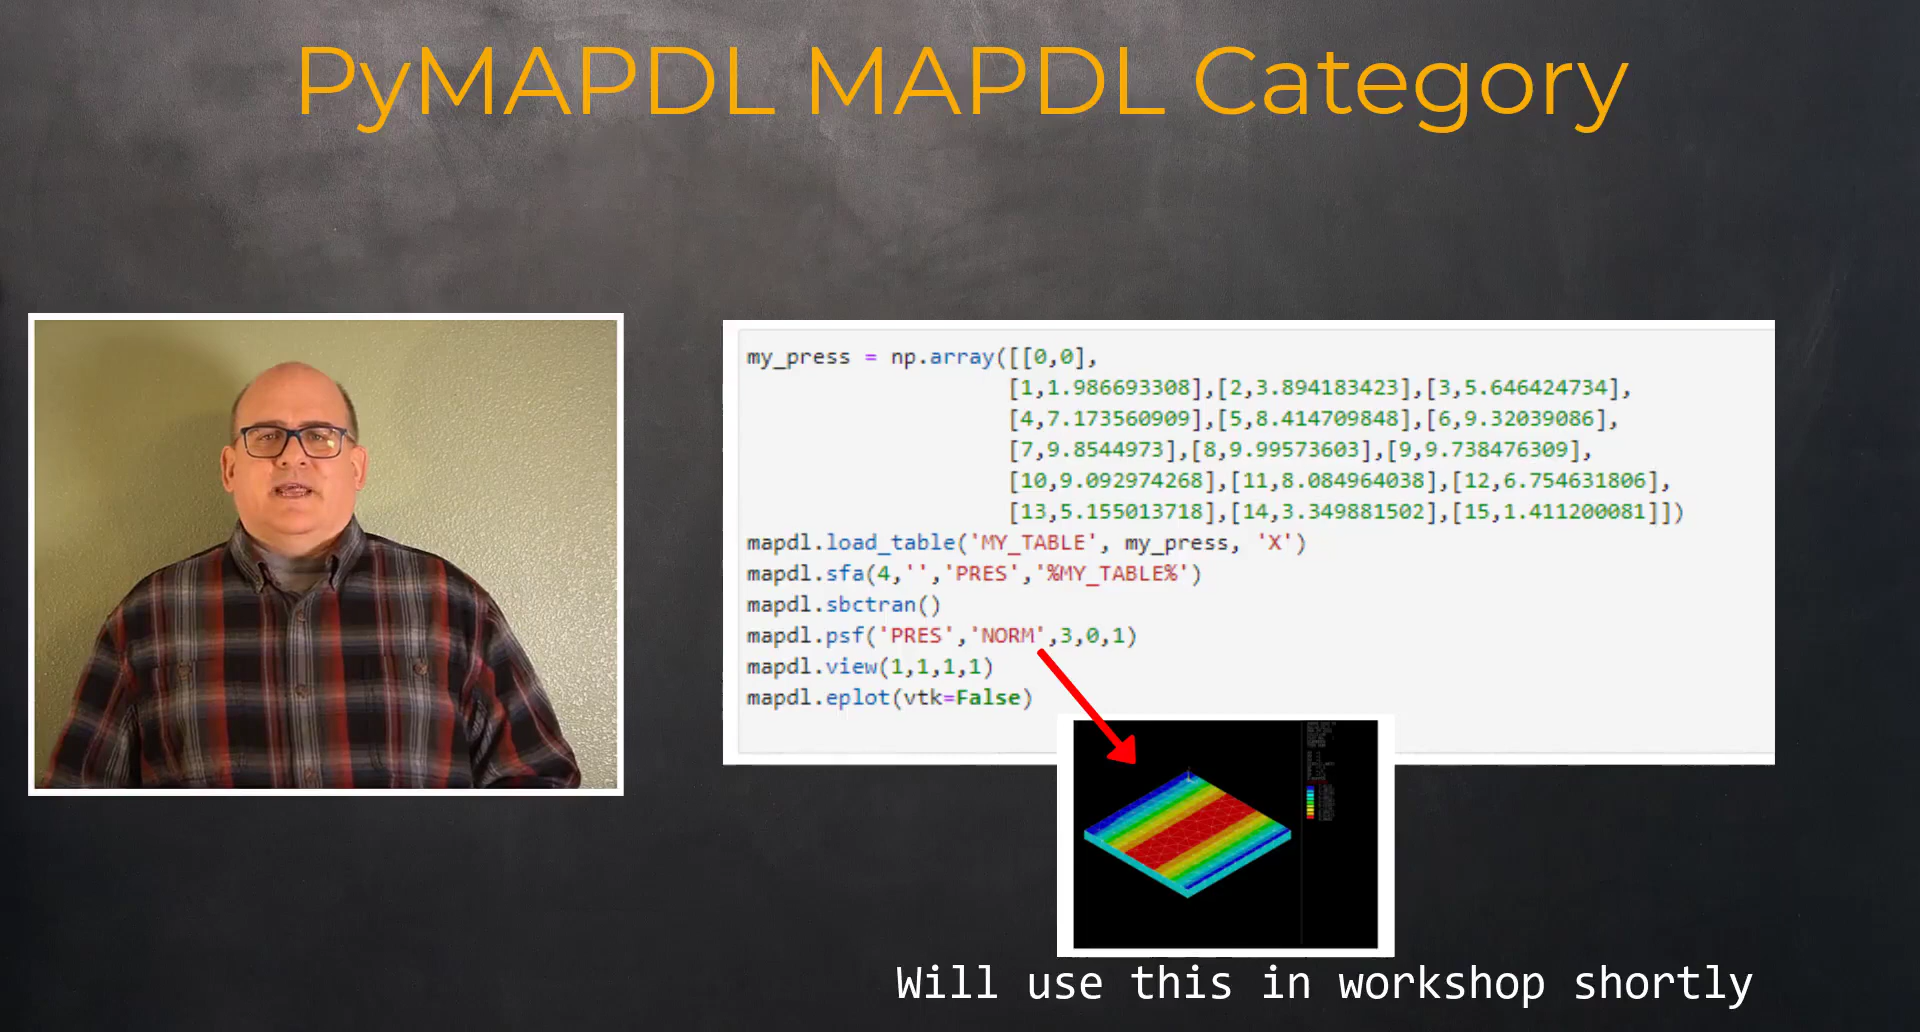 PyMAPDL MAPDL Category
my_press = np.array([[0,0],
[1,1.986693308],[2,3.894183423],[3,5.646424734],
[4,7.173560909],[5,8.414709848],[6,9.32039086],
[7,9.8544973],[8,9.99573603],[9,9.738476309],
[10,9.092974268],[11,8.084964038],[12,6.754631806],
[13,5.155013718],[14,3.349881502],[15,1.411200081]])
mapdl.load_table('MY_TABLE', my_press, 'X')
mapdl.sfa(4,'','PRES','%MY_TABLE%')
mapdl.sbctran()
mapdl.psf('PRES','NORM',3,0,1)
mapdl.view(1,1,1,1)
mapdl.eplot(vtk=False)
Will use this in workshop shortly